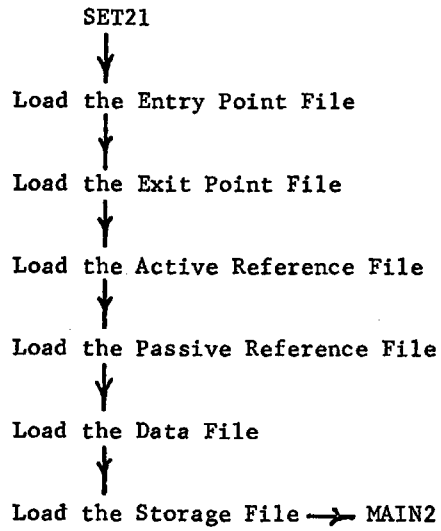 SET21
Load the Entry Point File
Load the Exit Point File
Load the Active Reference File
Load the Passive Reference File
Load the Data File
Load the Storage File MAIN2